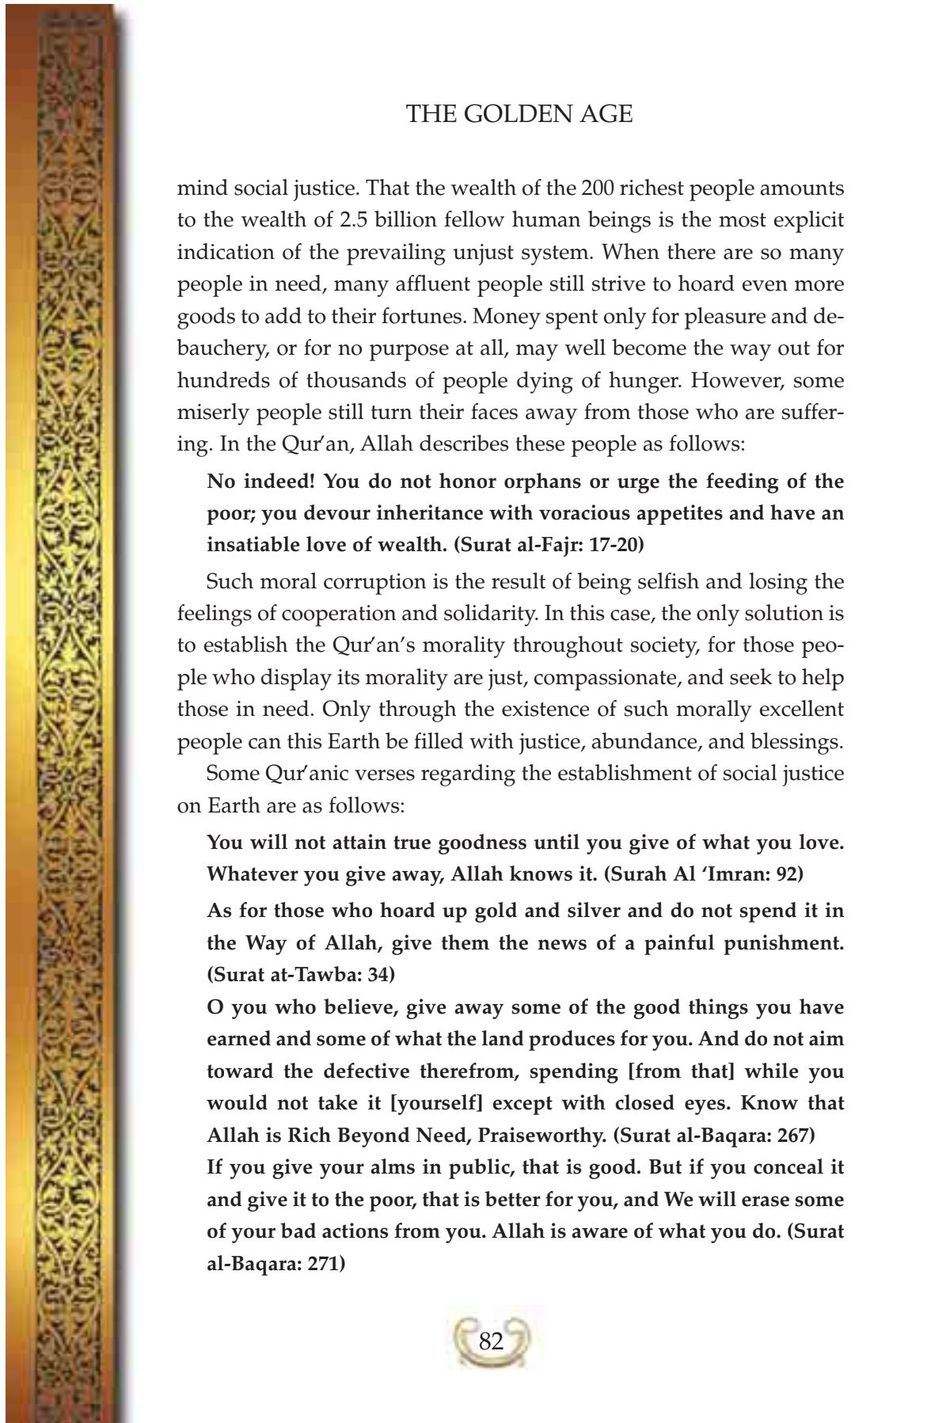 THE GOLDEN AGE
mind social justice. That the wealth of the 200 richest people amounts
to the wealth of 2.5 billion fellow human beings is the most explicit
indication of the prevailing unjust system. When there are so many
people in need, many affluent people still strive to hoard even more
goods to add to their fortunes. Money spent only for pleasure and de-
bauchery, or for no purpose at all, may well become the way out for
hundreds of thousands of people dying of hunger. However, some
miserly people still turn their faces away from those who are suffer-
ing. In the Qur'an, Allah describes these people as follows:
No indeed! You do not honor orphans or urge the feeding of the
poor; you devour inheritance with voracious appetites and have an
insatiable love of wealth. (Surat al-Fajr: 17-20)
Such moral corruption is the result of being selfish and losing the
feelings of cooperation and solidarity. In this case, the only solution is
to establish the Qur'an's morality throughout society, for those peo-
ple who display its morality are just, compassionate, and seek to help
those in need. Only through the existence of such morally excellent
people can this Earth be filled with justice, abundance, and blessings.
Some Qur'anic verses regarding the establishment of social justice
on Earth are as follows:
You will not attain true goodness until you give of what you love.
Whatever you give away, Allah knows it. (Surah Al ‘Imran: 92)
As for those who hoard up gold and silver and do not spend it in
the Way of Allah, give them the news of a painful punishment.
(Surat at-Tawba: 34)
O you who believe, give away some of the good things you have
earned and some of what the land produces for you. And do not aim
toward the defective therefrom, spending [from that] while you
would not take it [yourself] except with closed eyes. Know that
Allah is Rich Beyond Need, Praiseworthy. (Surat al-Baqara: 267)
If you give your alms in public, that is good. But if you conceal it
and give it to the poor, that is better for you, and We will erase some
of your bad actions from you. Allah is aware of what you do. (Surat
al-Baqara: 271)
82